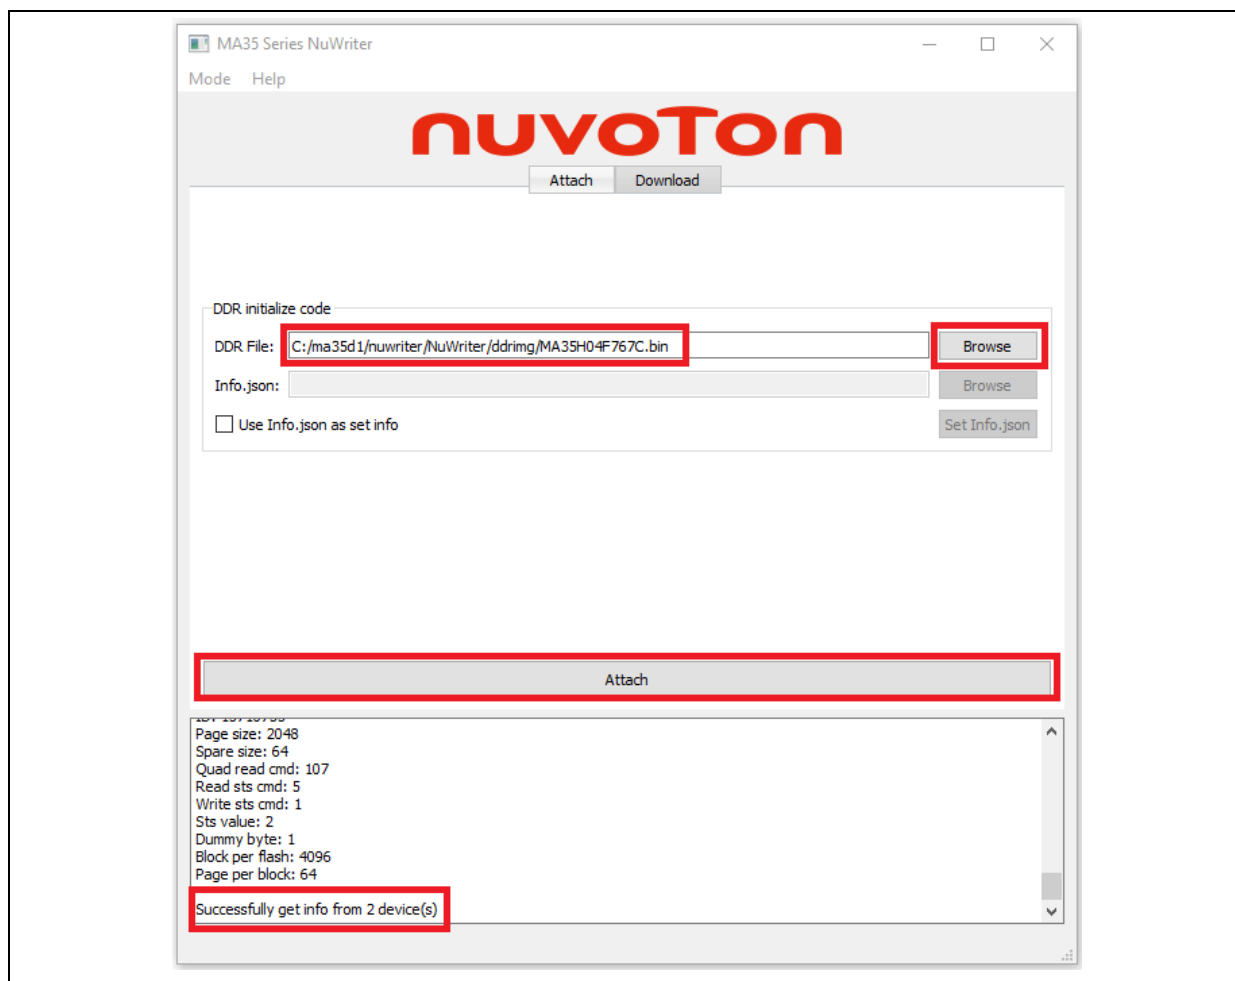 MA35 Series NuWriter
Mode Help
nuvoTon
Attach Download
DDR initialize code
DDR File: C:/ma35d1/nuwriter/NuWriter/ddrimg/MA35H04F767C.bin Browse
Info.json: Browse
Use Info.json as set info Set Info.json
Attach
Page size: 2048
Spare size: 64
Quad read cmd: 107
Read sts cmd: 5
Write sts cmd: 1
Sts value: 2
Dummy byte: 1
Block per flash: 4096
Page per block: 64
Successfully get info from 2 device(s)